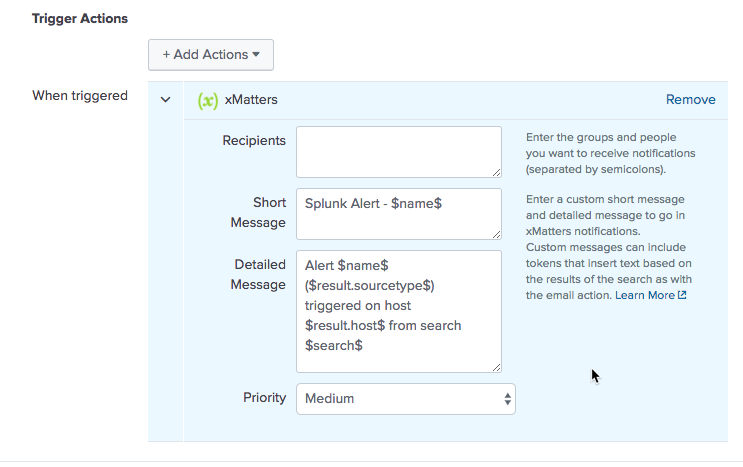 Trigger Actions
+ Add Actions
When triggered
(x) xMatters
Remove
Recipients
Enter the groups and people
you want to receive notifications
(separated by semicolons).
Short
Message
Splunk Alert - $name$
Enter a custom short message
and detailed message to go in
xMatters notifications.
Custom messages can include
tokens that insert text based on
the results of the search as with
the email action. Learn More
Detailed
Message
Alert $name$
($result.sourcetype$)
triggered on host
$result.host$ from search
$search$
Priority
Medium